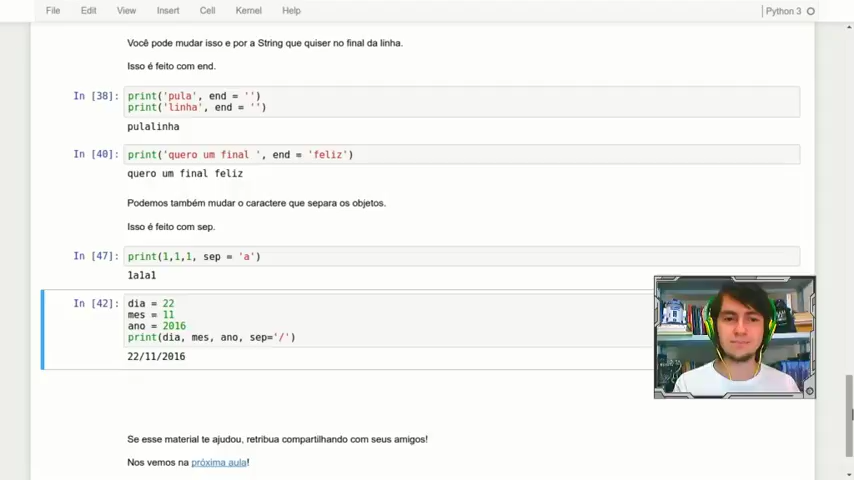 File Edit View Insert Cell Kernel Help Python 3
Você pode mudar isso e por a String que quiser no final da linha.
Isso é feito com end.
In [38]: print('pula', end = '')
print('linha', end = '')
pulalinha
In [40]: print('quero um final ', end = 'feliz')
quero um final feliz
Podemos também mudar o caractere que separa os objetos.
Isso é feito com sep.
In [47]: print(1,1,1, sep = 'a')
1a1a1
In [42]: dia = 22
mes = 11
ano = 2016
print(dia, mes, ano, sep='/')
22/11/2016
Se esse material te ajudou, retribua compartilhando com seus amigos!
Nos vemos na próxima aula!